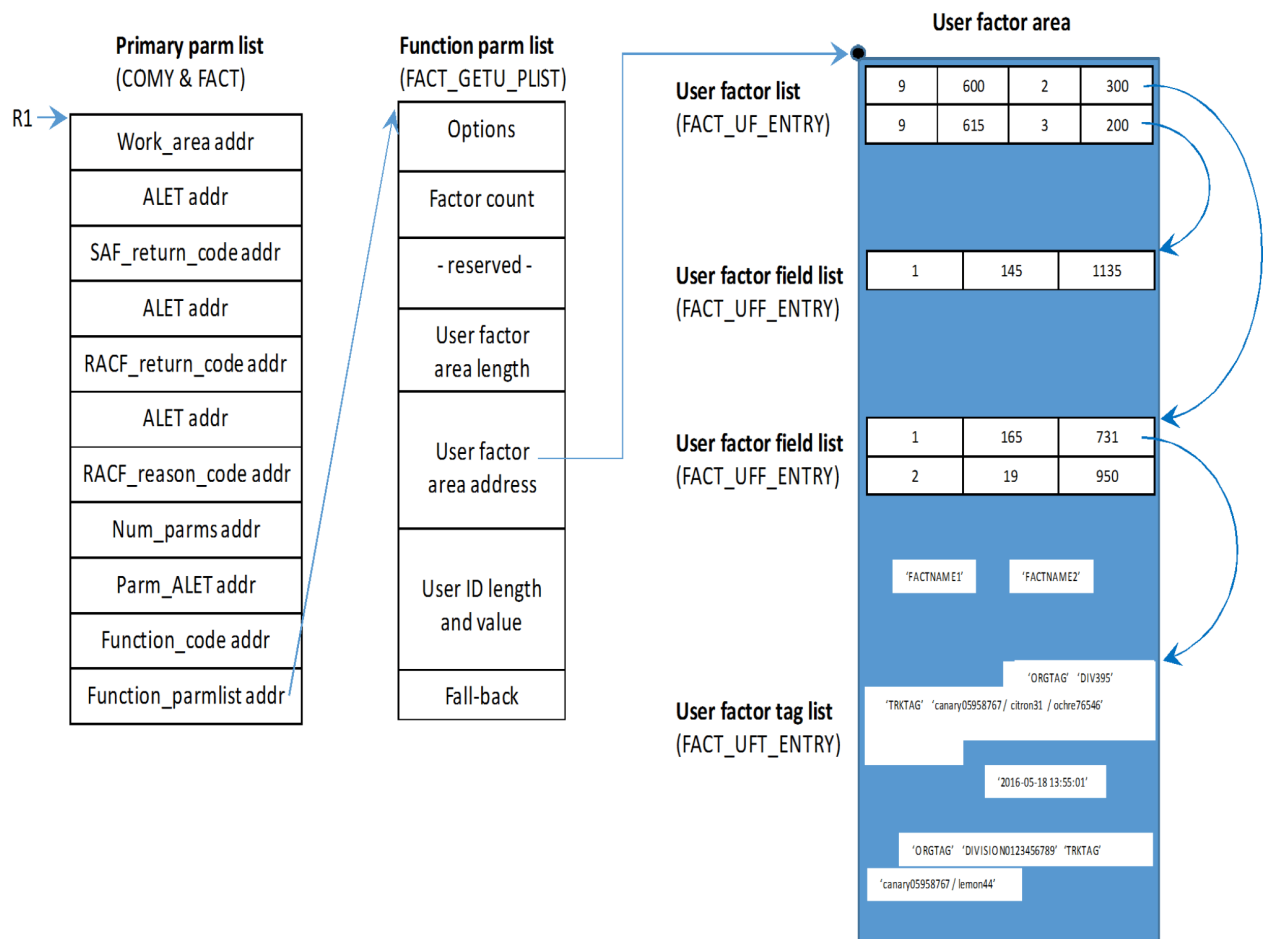 User factor area
Primary parm list
(COMY & FACT)
R1
Work_area addr
ALET addr
SAF_return_code addr
ALET addr
RACF_return_code addr
ALET addr
RACF_reason_code addr
Num_parms addr
Parm_ALET addr
Function_code addr
Function_parmlist addr
Function parm list
(FACT_GETU_PLIST)
Options
Factor count
- reserved -
User factor
area length
User factor
area address
User ID length
and value
Fall-back
User factor list
(FACT_UF_ENTRY)
9 600 2 300
9 615 3 200
User factor field list
(FACT_UFF_ENTRY)
1 145 1135
User factor field list
(FACT_UFF_ENTRY)
1 165 731
2 19 950
'FACTNAME1' 'FACTNAME2'
User factor tag list
(FACT_UFT_ENTRY)
'ORGTAG' 'DIV395'
'TRKTAG' 'canary05958767 / citron31 / ochre76546'
'2016-05-18 13:55:01'
'ORGTAG' 'DIVISION0123456789' 'TRKTAG'
'canary05958767 / lemon44'